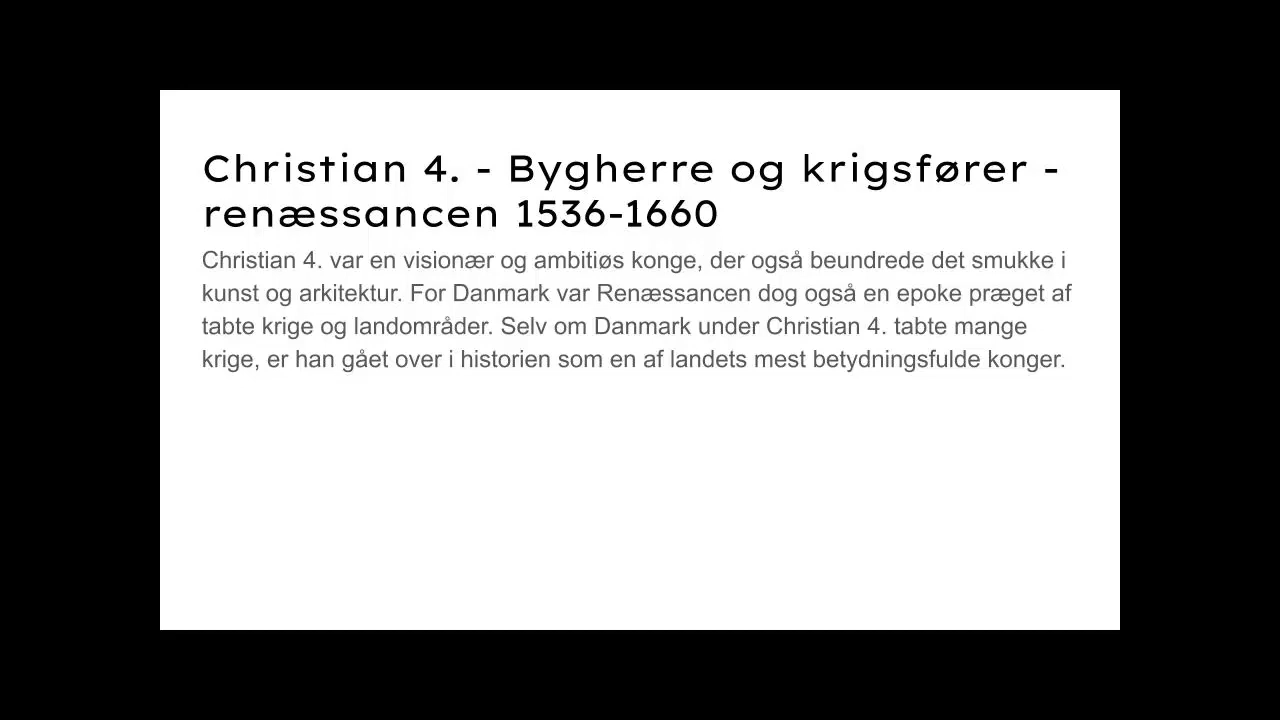 Christian 4. - Bygherre og krigsfører -
renæssancen 1536-1660
Christian 4. var en visionær og ambitiøs konge, der også beundrede det smukke i
kunst og arkitektur. For Danmark var Renæssancen dog også en epoke præget af
tabte krige og landområder. Selv om Danmark under Christian 4. tabte mange
krige, er han gået over i historien som en af landets mest betydningsfulde konger.